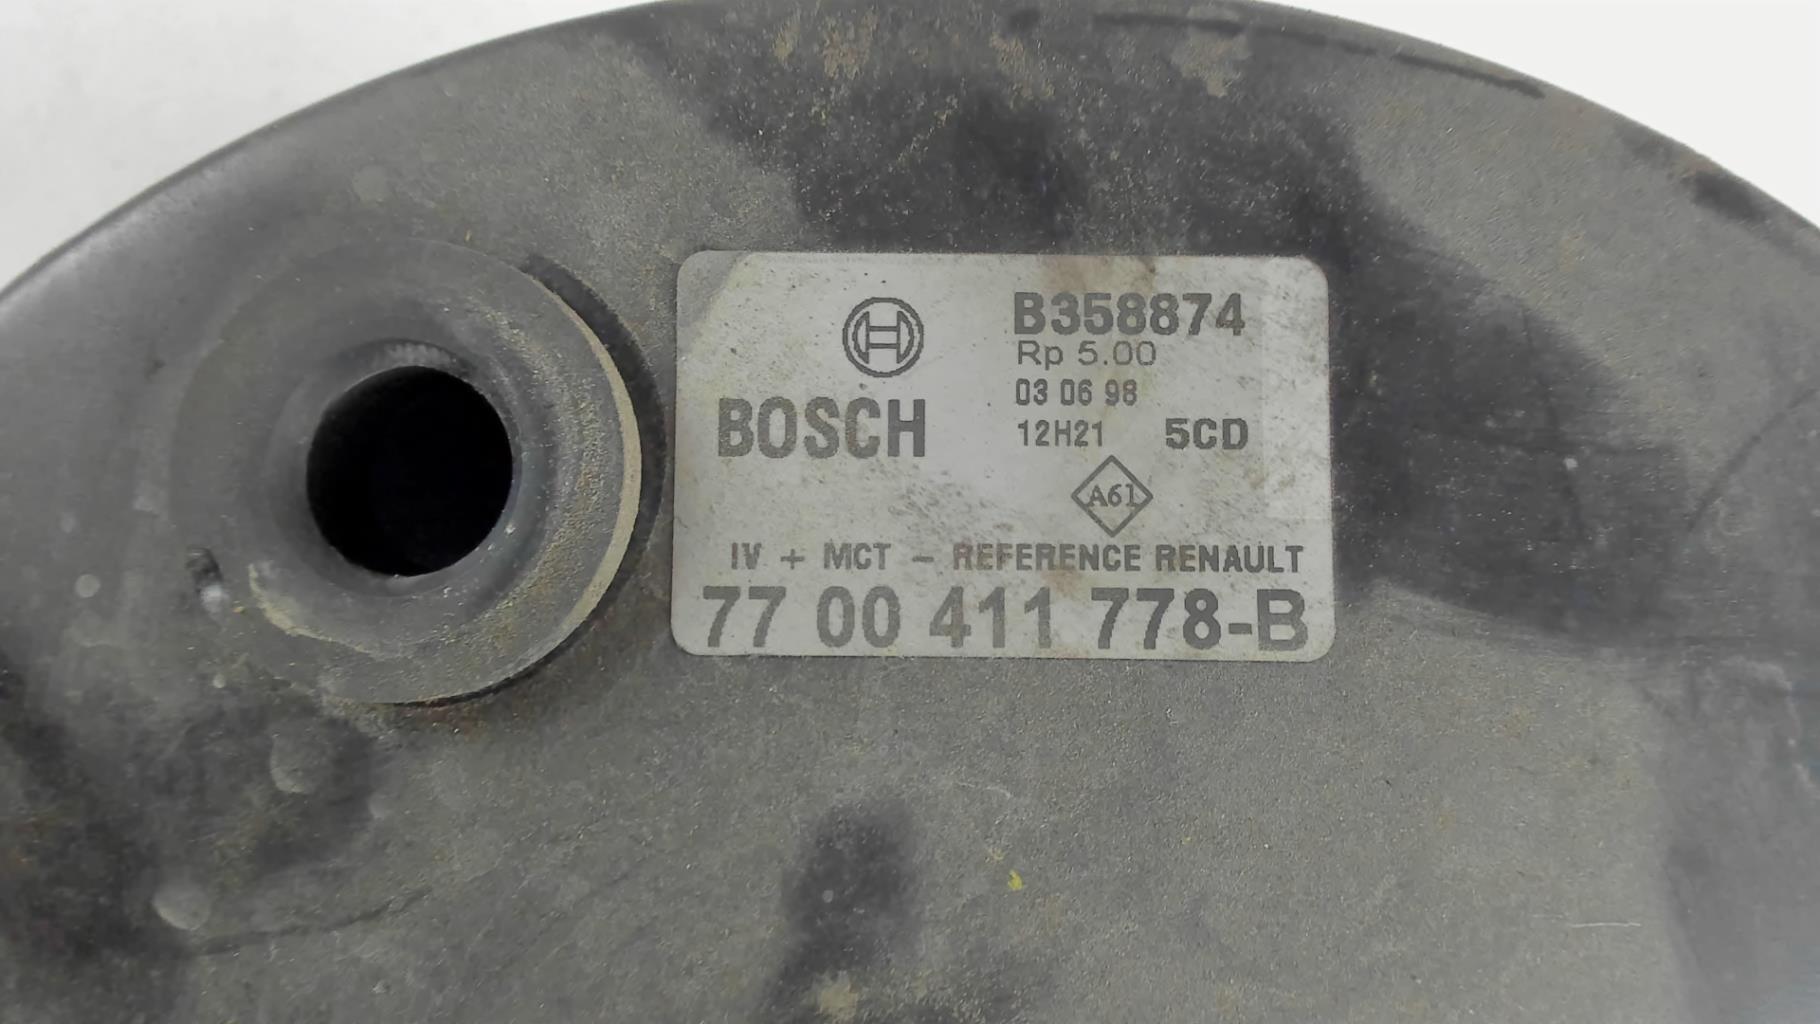 B358874
Rp 5.00
BOSCH
03 06 98
12H21 5CD
A61
IV + MCT - REFERENCE RENAULT
77 00 411 778-B